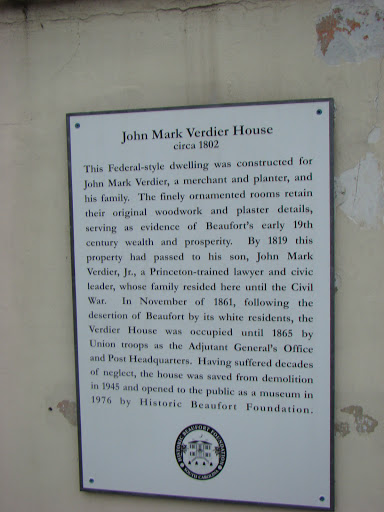 John Mark Verdier House
circa 1802
This Federal-style dwelling was constructed for
John Mark Verdier, a merchant and planter, and
his family. The finely ornamented rooms retain
their original woodwork and plaster details,
serving as evidence of Beaufort's early 19th
century wealth and prosperity. By 1819 this
property had passed to his son, John Mark
Verdier, Jr., a Princeton-trained lawyer and civic
leader, whose family resided here until the Civil
War. In November of 1861, following the
desertion of Beaufort by its white residents, the
Verdier House was occupied until 1865 by
Union troops as the Adjutant General's Office
and Post Headquarters. Having suffered decades
of neglect, the house was saved from demolition
in 1945 and opened to the public as a museum in
1976 by Historic Beaufort Foundation.
HISTORIC BEAUFORT FOUNDATION
SOUTH CAROLINA